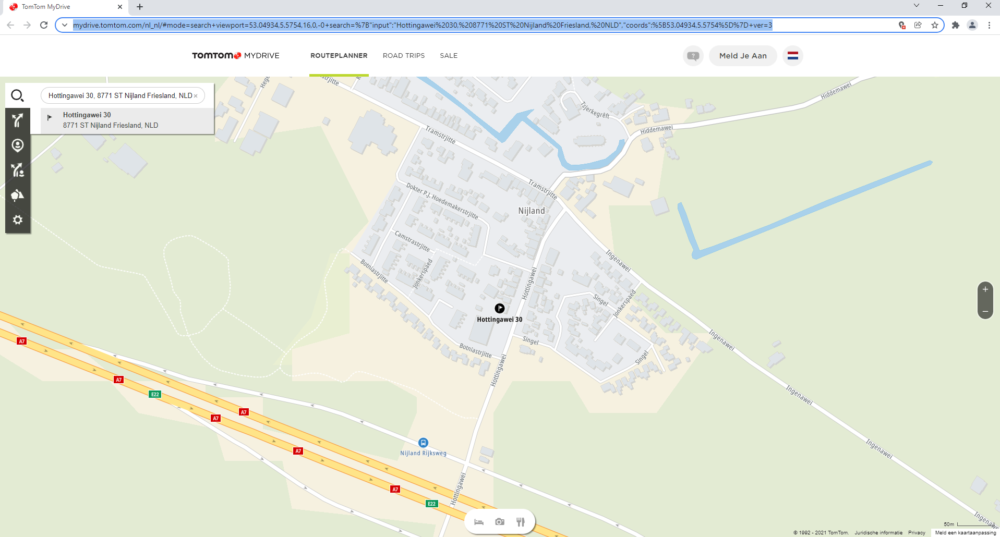 TomTom MyDrive
mydrive.tomtom.com/nl_nl/#mode=search+viewport=53.04934,5.5754,16,0,-0+search=%7B"input":"Hottingawei%2030,%208771%20ST%20Nijland%20Friesland,%20NLD","coords":%5B53.04934,5.5754%5D%7D+ver=3
TOMTOM MYDRIVE
ROUTEPLANNER
ROAD TRIPS
SALE
Meld Je Aan
Hottingawei 30, 8771 ST Nijland Friesland, NLD
Hottingawei 30
8771 ST Nijland Friesland, NLD
Hege
Tramstrjitte
Tsjerkegrêft
Hiddemawei
Hiddemawei
Tramstrjitte
Dokter P.J. Hoedemakerstrjitte
Nijland
Camstrastrjitte
Botniastrjitte
Jonkerspaed
Hottingawei
Ingenawei
Singel
Jonkerspaed
Hottingawei 30
Singel
Botniastrjitte
Singel
Hottingawei
Ingenawei
Ingenawei
Ingenawei
Ingenawei
A7
A7
E22
A7
A7
A7
A7
E22
Nijland Rijksweg
Hottingawei
50m
© 1992 - 2021 TomTom.
Juridische informatie
Privacy
Meld een kaartaanpassing